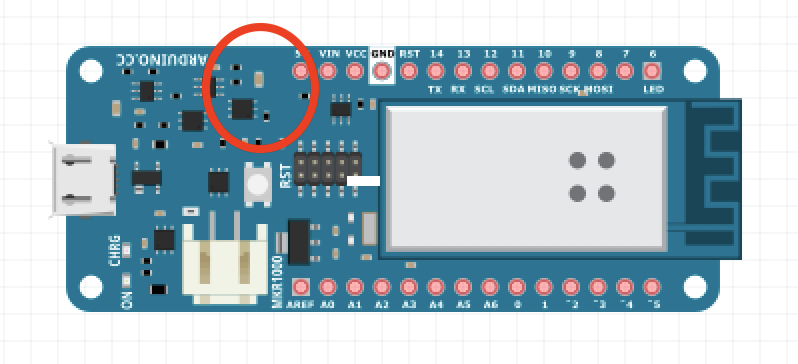 ARDUINO.CC
5V VIN VCC GND RST 14 13 12 11 10 9 8 7 6
TX RX SCL SDA MISO SCK MOSI LED
RST
CHRG
ON
MKR1000
AREF A0 A1 A2 A3 A4 A5 A6 0 1 ~2 ~3 ~4 ~5